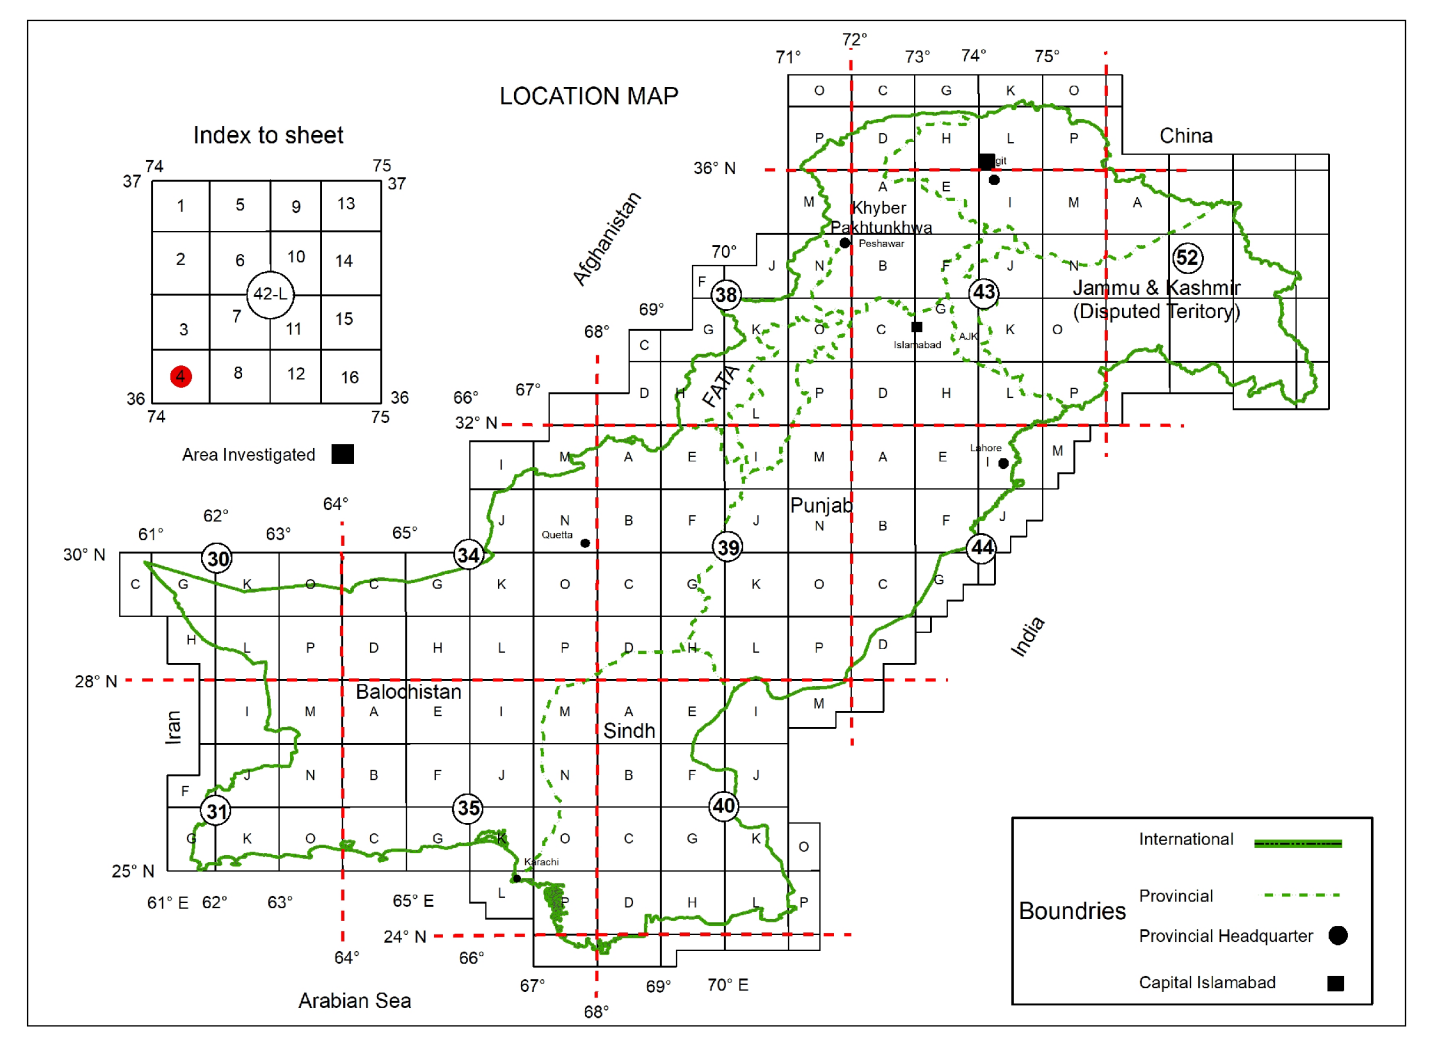 72°
71°
73°
74°
75°
LOCATION MAP
O C G K O
Index to sheet
P D H L P
China
74
75
37
37
36° N
git
1 5 9 13
A E
M
I M A
Khyber
Pakhtunkhwa
Peshawar
Afghanistan
2 6 10 14
70°
J N B F J N
52
42-L
F
38
43
Jammu & Kashmir
(Disputed Teritory)
3 7 11 15
69°
G K O C G K O
68°
C
Islamabad
AJK
4 8 12 16
67°
66°
D H
FATA
L
P D H L P
36
36
74
75
32° N
Area Investigated
I M A E I M A E
Lahore
I
M
64°
62°
61°
63°
65°
J N B F J
Punjab
N B F J
Quetta
30° N
30
34
39
44
C G K O C G K O C G K O C G
H L P D H L P D H L P D
India
28° N
Balochistan
Iran
I M A E I M A E I M
Sindh
F
J N B F J N B F J
31
35
40
G K O C G K O C G K O
Karachi
25° N
L P D H L P
61° E 62° 63°
65° E
24° N
64°
66°
67°
68°
69°
70° E
Arabian Sea
International
Provincial
Boundries
Provincial Headquarter
Capital Islamabad